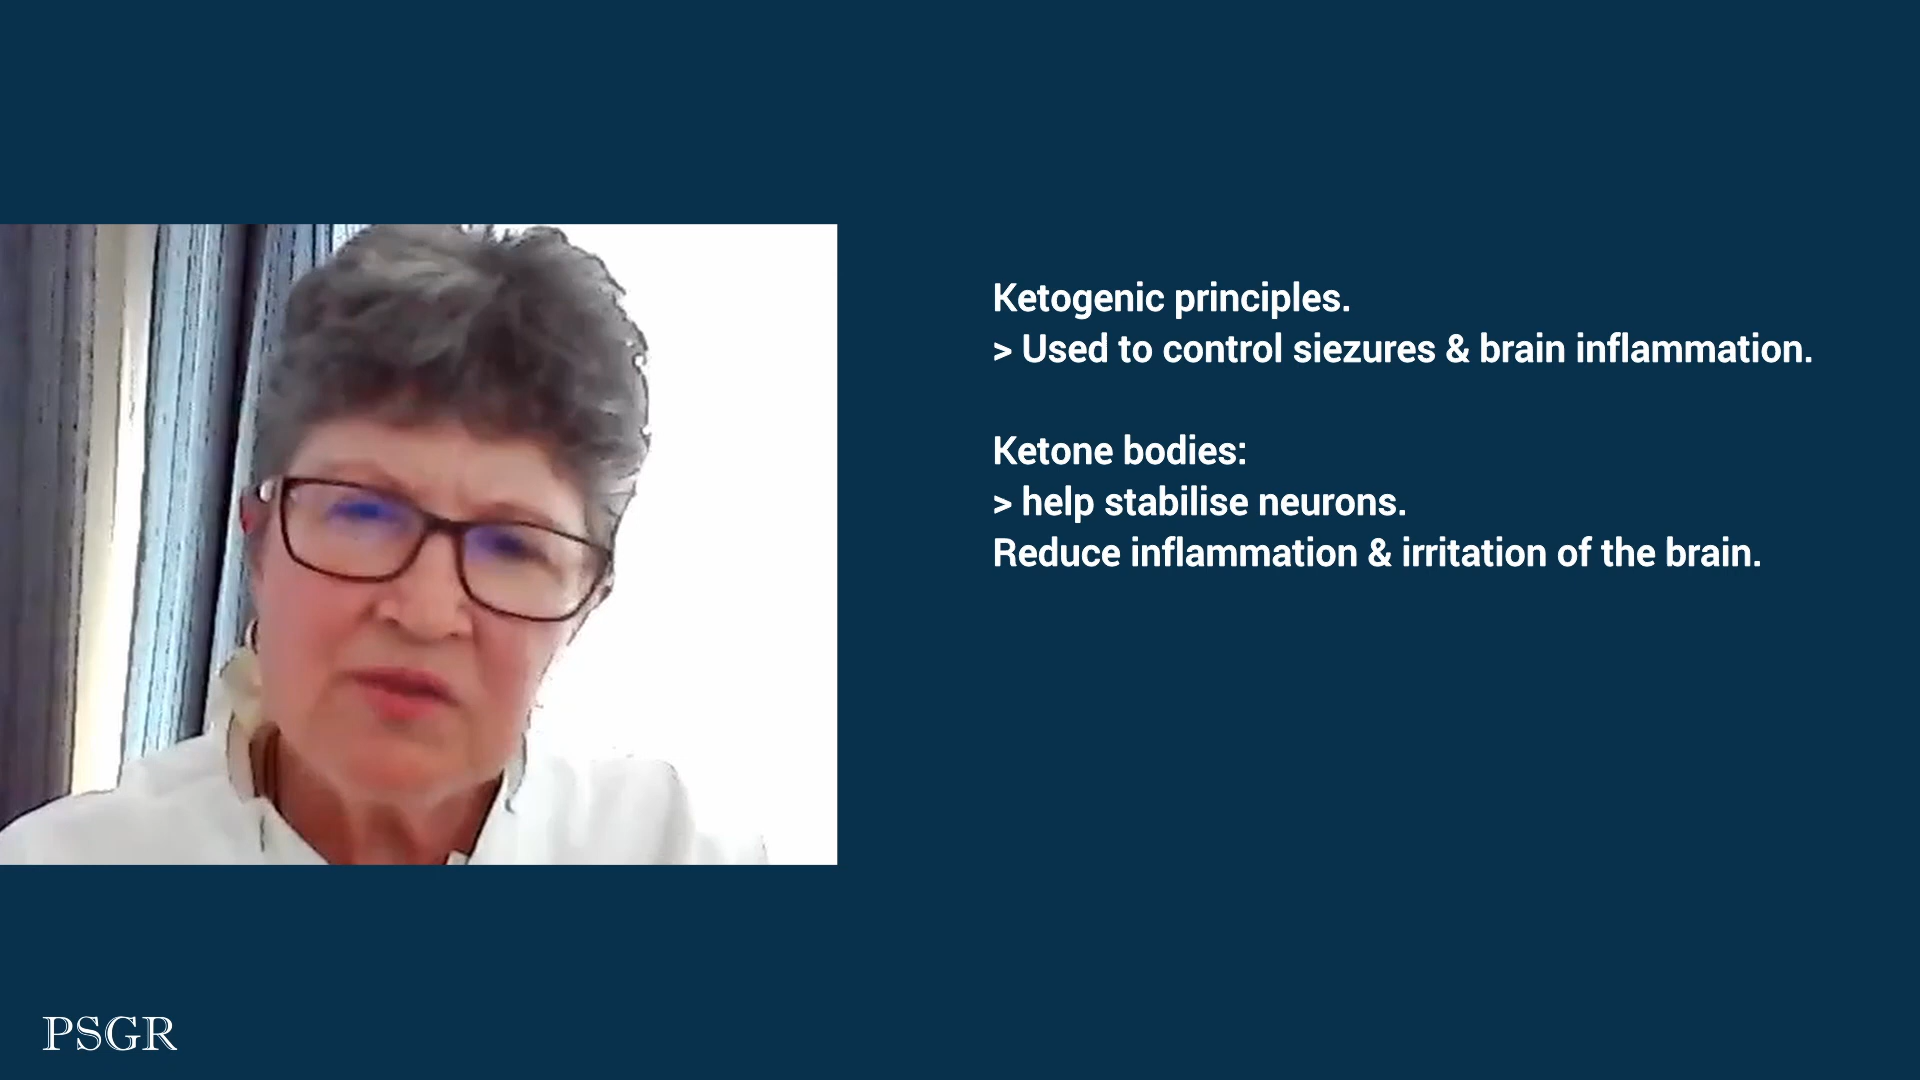 Ketogenic principles.
> Used to control siezures & brain inflammation.
Ketone bodies:
> help stabilise neurons.
Reduce inflammation & irritation of the brain.
PSGR